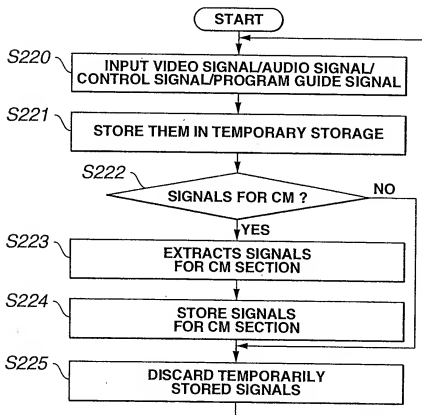 START
S220
INPUT VIDEO SIGNAL/AUDIO SIGNAL/
CONTROL SIGNAL/PROGRAM GUIDE SIGNAL
S221
STORE THEM IN TEMPORARY STORAGE
S222
SIGNALS FOR CM ?
NO
YES
S223
EXTRACTS SIGNALS
FOR CM SECTION
S224
STORE SIGNALS
FOR CM SECTION
S225
DISCARD TEMPORARILY
STORED SIGNALS